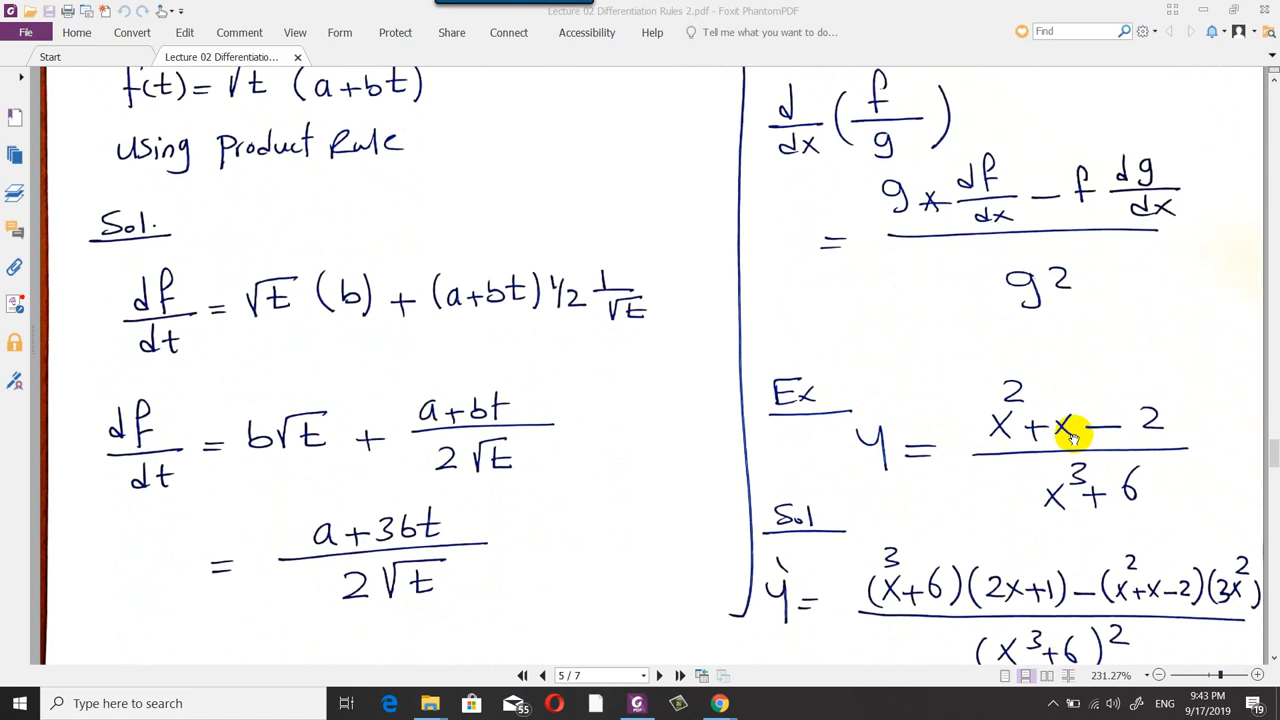 Lecture 02 Differentiation Rules 2.pdf - Foxit PhantomPDF
File Home Convert Edit Comment View Form Protect Share Connect Accessibility Help Tell me what you want to do... Find
Start Lecture 02 Differentiatio...
f(t) = √t (a+bt)
Using Product Rule
Sol.
df/dt = √t (b) + (a+bt) 1/2 1/√t
df/dt = b√t + (a+bt)/(2√t)
= (a+3bt)/(2√t)
d/dx (f/g)
= (g * df/dx − f dg/dx)/g²
Ex
y = (x²+x−2)/(x³+6)
Sol
y' = ((x³+6)(2x+1)−(x²+x−2)(3x²))/(x³+6)²
5 / 7 231.27%
Type here to search
55
ENG
9:43 PM
9/17/2019
19